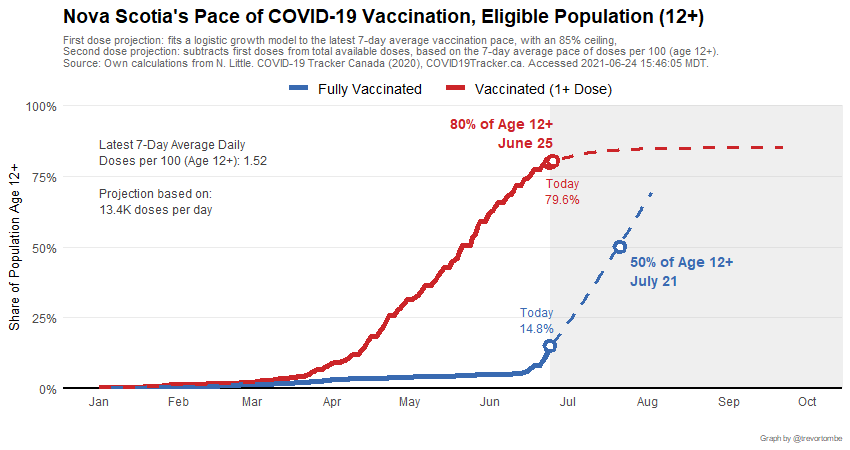 Nova Scotia's Pace of COVID-19 Vaccination, Eligible Population (12+)
First dose projection: fits a logistic growth model to the latest 7-day average vaccination pace, with an 85% ceiling,
Second dose projection: subtracts first doses from total available doses, based on the 7-day average pace of doses per 100 (age 12+).
Source: Own calculations from N. Little. COVID-19 Tracker Canada (2020), COVID19Tracker.ca. Accessed 2021-06-24 15:46:05 MDT.
Fully Vaccinated
Vaccinated (1+ Dose)
100%
75%
50%
25%
0%
Share of Population Age 12+
Latest 7-Day Average Daily
Doses per 100 (Age 12+): 1.52
Projection based on:
13.4K doses per day
80% of Age 12+
June 25
Today
79.6%
50% of Age 12+
July 21
Today
14.8%
Jan
Feb
Mar
Apr
May
Jun
Jul
Aug
Sep
Oct
Graph by @trevortombe